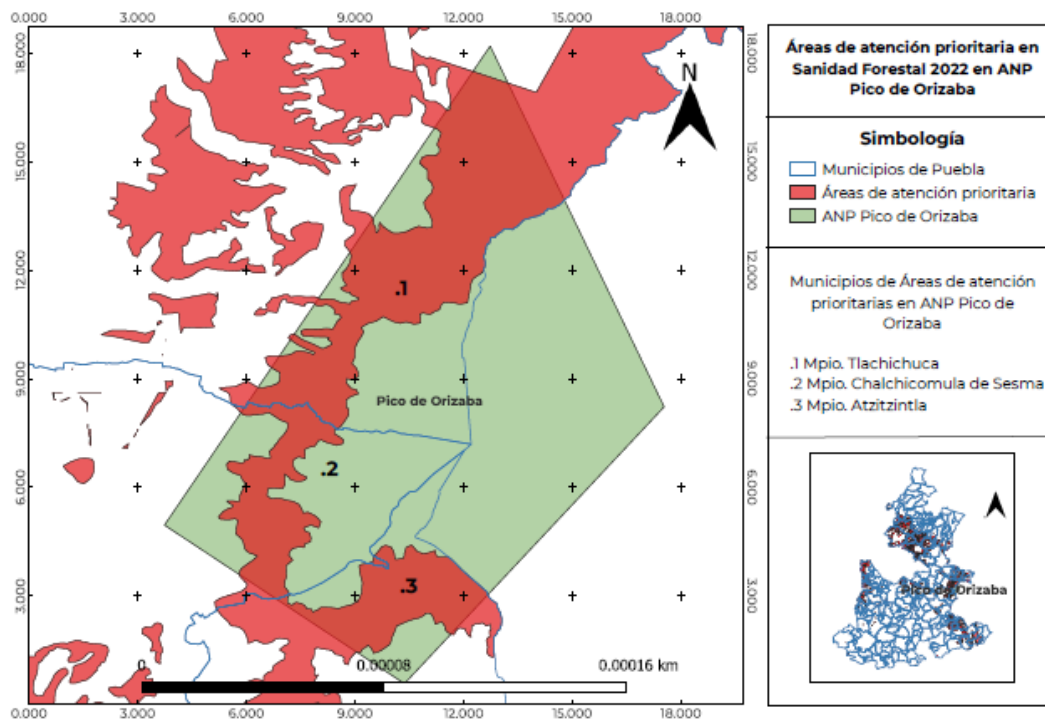 0.000 3.000 6.000 9.000 12.000 15.000 18.000
18.000
15.000
12.000
9.000
6.000
3.000
0.000
18.000
15.000
12.000
9.000
6.000
3.000
N
.1
Pico de Orizaba
.2
.3
0 0.00008 0.00016 km
3.000 6.000 9.000 12.000 15.000 18.000
Áreas de atención prioritaria en
Sanidad Forestal 2022 en ANP
Pico de Orizaba
Simbología
Municipios de Puebla
Áreas de atención prioritaria
ANP Pico de Orizaba
Municipios de Áreas de atención
prioritarias en ANP Pico de
Orizaba
.1 Mpio. Tlachichuca
.2 Mpio. Chalchicomula de Sesma
.3 Mpio. Atzitzintla
Pico de Orizaba